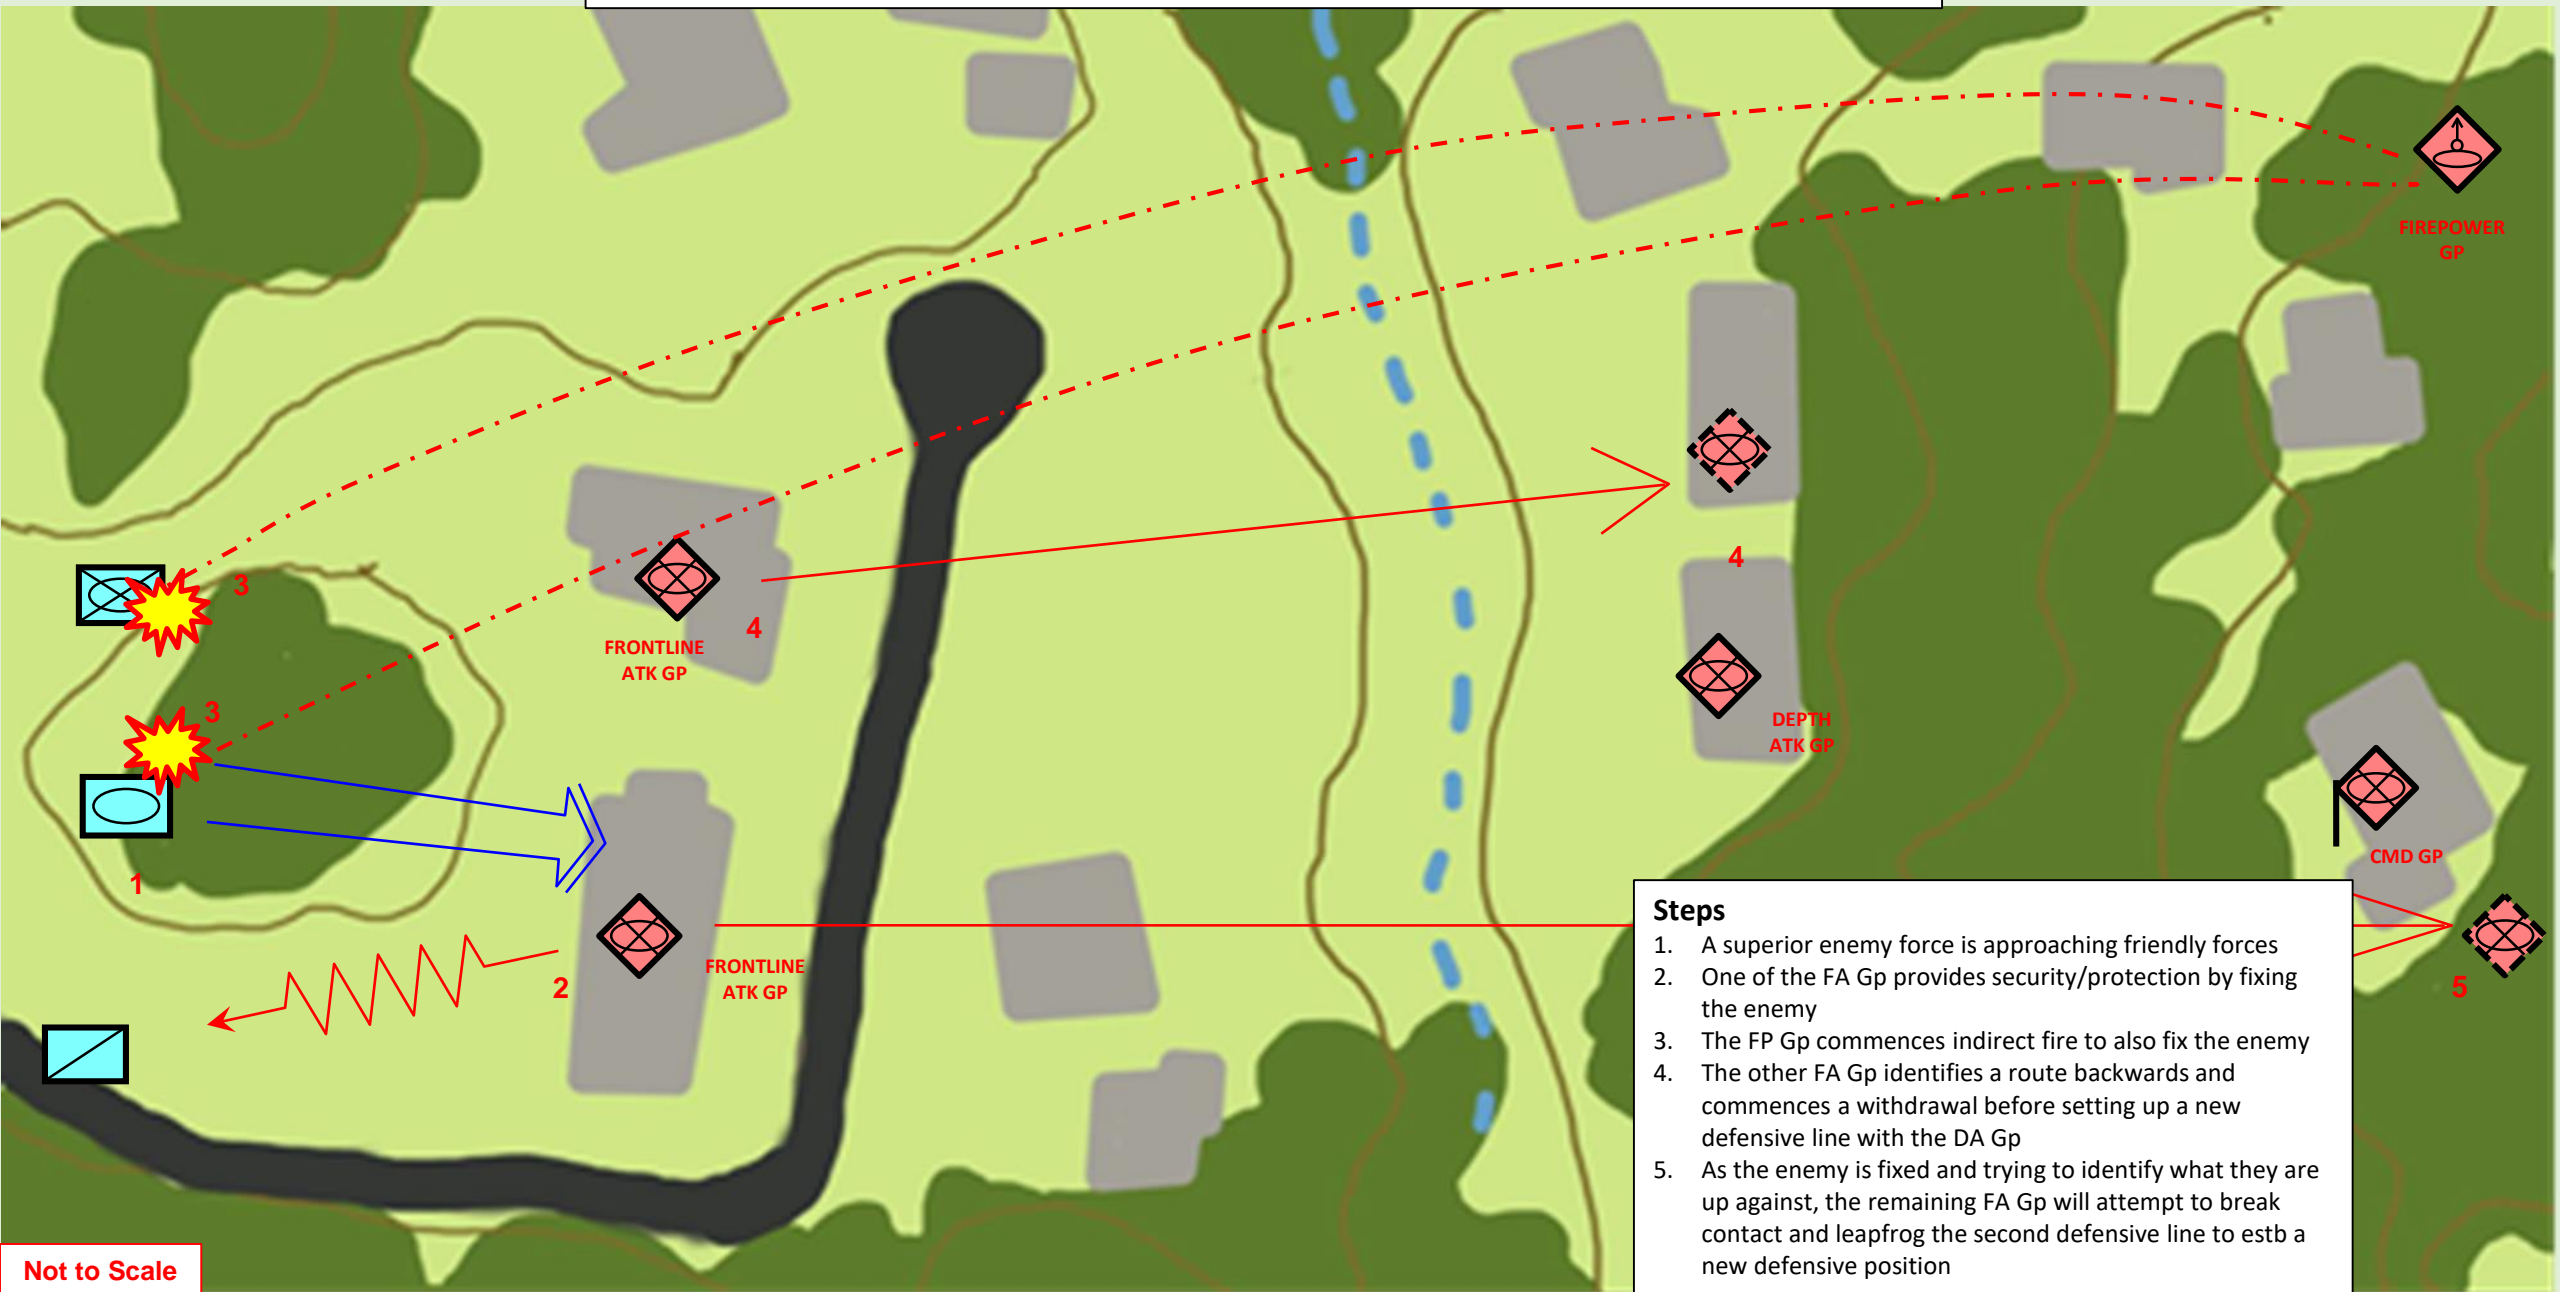 FIREPOWER
GP
3
4
4
FRONTLINE
ATK GP
3
DEPTH
ATK GP
CMD GP
1
2
FRONTLINE
ATK GP
5
Steps
1. A superior enemy force is approaching friendly forces
2. One of the FA Gp provides security/protection by fixing
the enemy
3. The FP Gp commences indirect fire to also fix the enemy
4. The other FA Gp identifies a route backwards and
commences a withdrawal before setting up a new
defensive line with the DA Gp
5. As the enemy is fixed and trying to identify what they are
up against, the remaining FA Gp will attempt to break
contact and leapfrog the second defensive line to estb a
new defensive position
Not to Scale